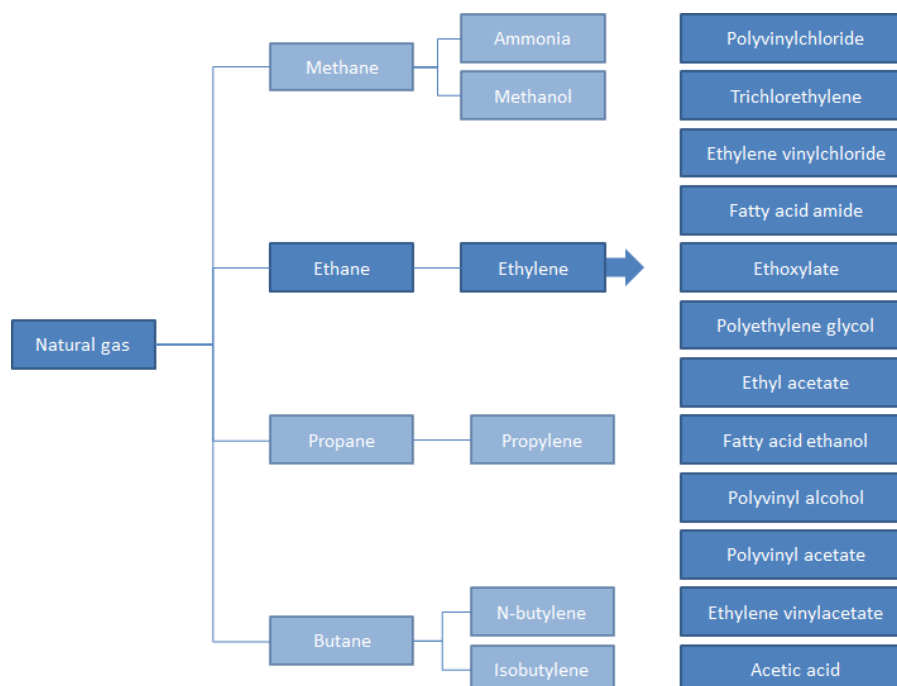 Natural gas
Methane
Ammonia
Methanol
Ethane
Ethylene
Propane
Propylene
Butane
N-butylene
Isobutylene
Polyvinylchloride
Trichlorethylene
Ethylene vinylchloride
Fatty acid amide
Ethoxylate
Polyethylene glycol
Ethyl acetate
Fatty acid ethanol
Polyvinyl alcohol
Polyvinyl acetate
Ethylene vinylacetate
Acetic acid